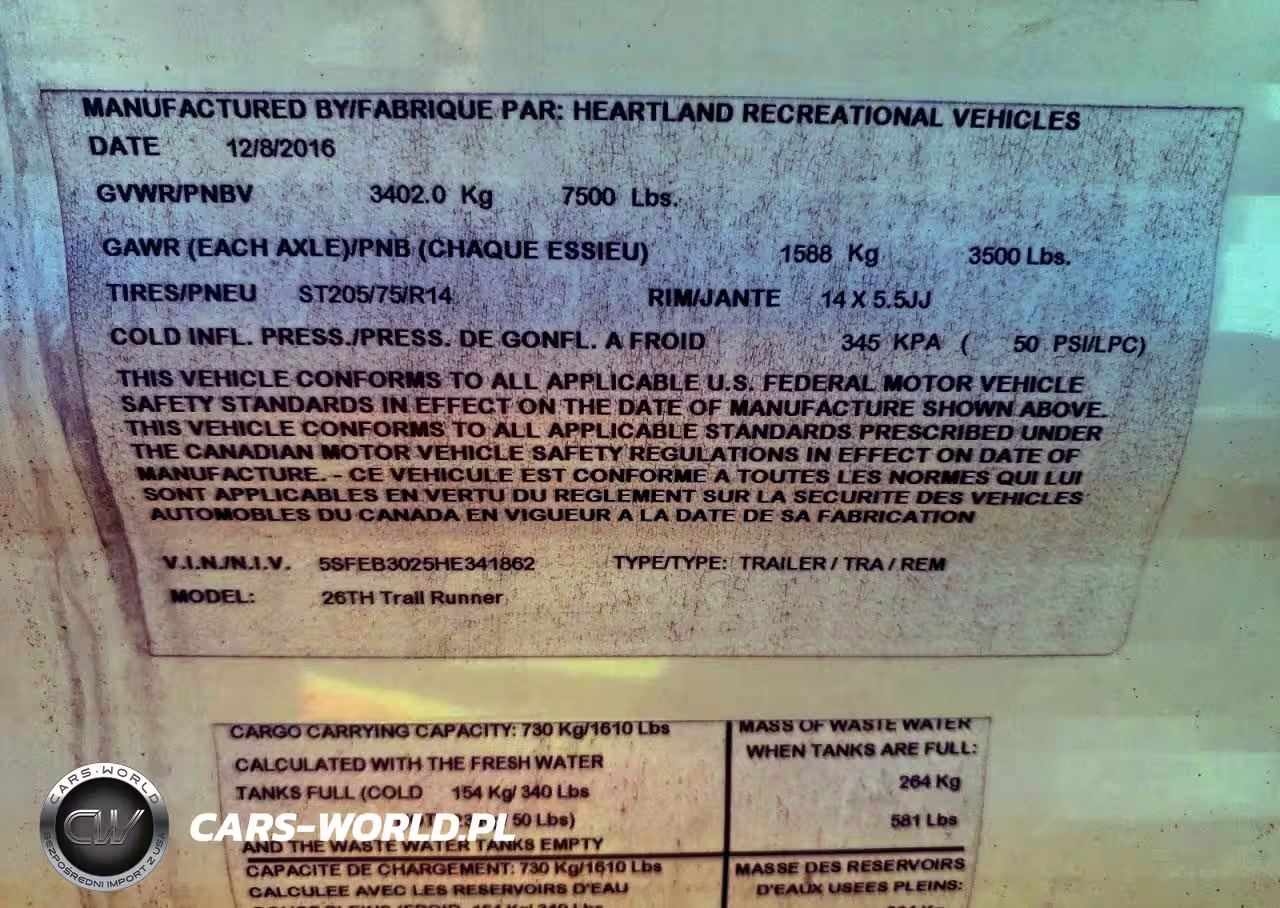 MANUFACTURED BY/FABRIQUE PAR: HEARTLAND RECREATIONAL VEHICLES
DATE 12/8/2016
GVWR/PNBV 3402.0 Kg 7500 Lbs.
GAWR (EACH AXLE)/PNB (CHAQUE ESSIEU) 1588 Kg 3500 Lbs.
TIRES/PNEU ST205/75/R14 RIM/JANTE 14 X 5.5JJ
COLD INFL. PRESS./PRESS. DE GONFL. A FROID 345 KPA ( 50 PSI/LPC)
THIS VEHICLE CONFORMS TO ALL APPLICABLE U.S. FEDERAL MOTOR VEHICLE
SAFETY STANDARDS IN EFFECT ON THE DATE OF MANUFACTURE SHOWN ABOVE.
THIS VEHICLE CONFORMS TO ALL APPLICABLE STANDARDS PRESCRIBED UNDER
THE CANADIAN MOTOR VEHICLE SAFETY REGULATIONS IN EFFECT ON DATE OF
MANUFACTURE. - CE VEHICULE EST CONFORME A TOUTES LES NORMES QUI LUI
SONT APPLICABLES EN VERTU DU REGLEMENT SUR LA SECURITE DES VEHICLES
AUTOMOBLES DU CANADA EN VIGUEUR A LA DATE DE SA FABRICATION
V.I.N./N.I.V. 5SFEB3025HE341862 TYPE/TYPE: TRAILER / TRA / REM
MODEL: 26TH Trail Runner
CARGO CARRYING CAPACITY: 730 Kg/1610 Lbs
CALCULATED WITH THE FRESH WATER
TANKS FULL (COLD 154 Kg/ 340 Lbs
50 Lbs)
AND THE WASTE WATER TANKS EMPTY
MASS OF WASTE WATER
WHEN TANKS ARE FULL:
264 Kg
581 Lbs
CAPACITE DE CHARGEMENT: 730 Kg/1610 Lbs
CALCULEE AVEC LES RESERVOIRS D'EAU
MASSE DES RESERVOIRS
D'EAUX USEES PLEINS:
CARS-WORLD
CW
BEZPOŚREDNI IMPORT Z USA
CARS-WORLD.PL